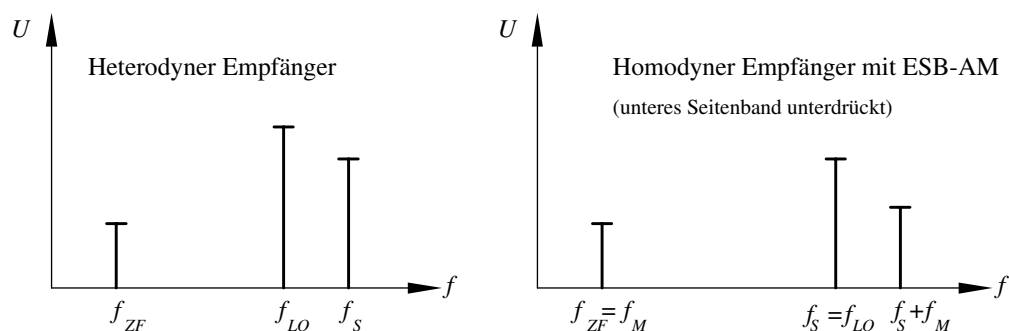 U
Heterodyner Empfänger
f_ZF
f_LO
f_S
f
U
Homodyner Empfänger mit ESB-AM
(unteres Seitenband unterdrückt)
f_ZF = f_M
f_S = f_LO
f_S + f_M
f